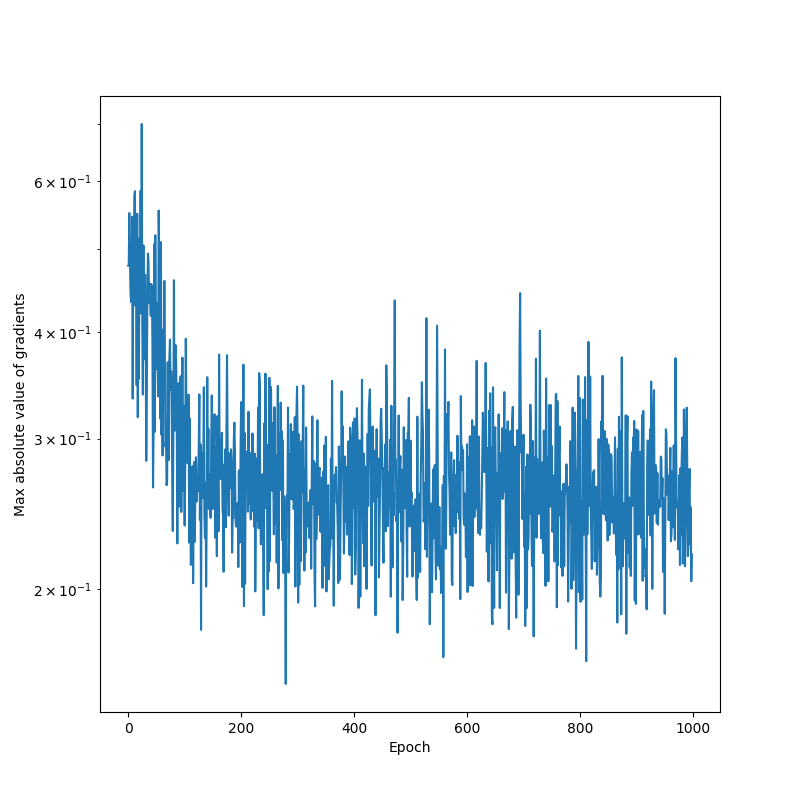 Max absolute value of gradients
6 × 10⁻¹
4 × 10⁻¹
3 × 10⁻¹
2 × 10⁻¹
0 200 400 600 800 1000
Epoch